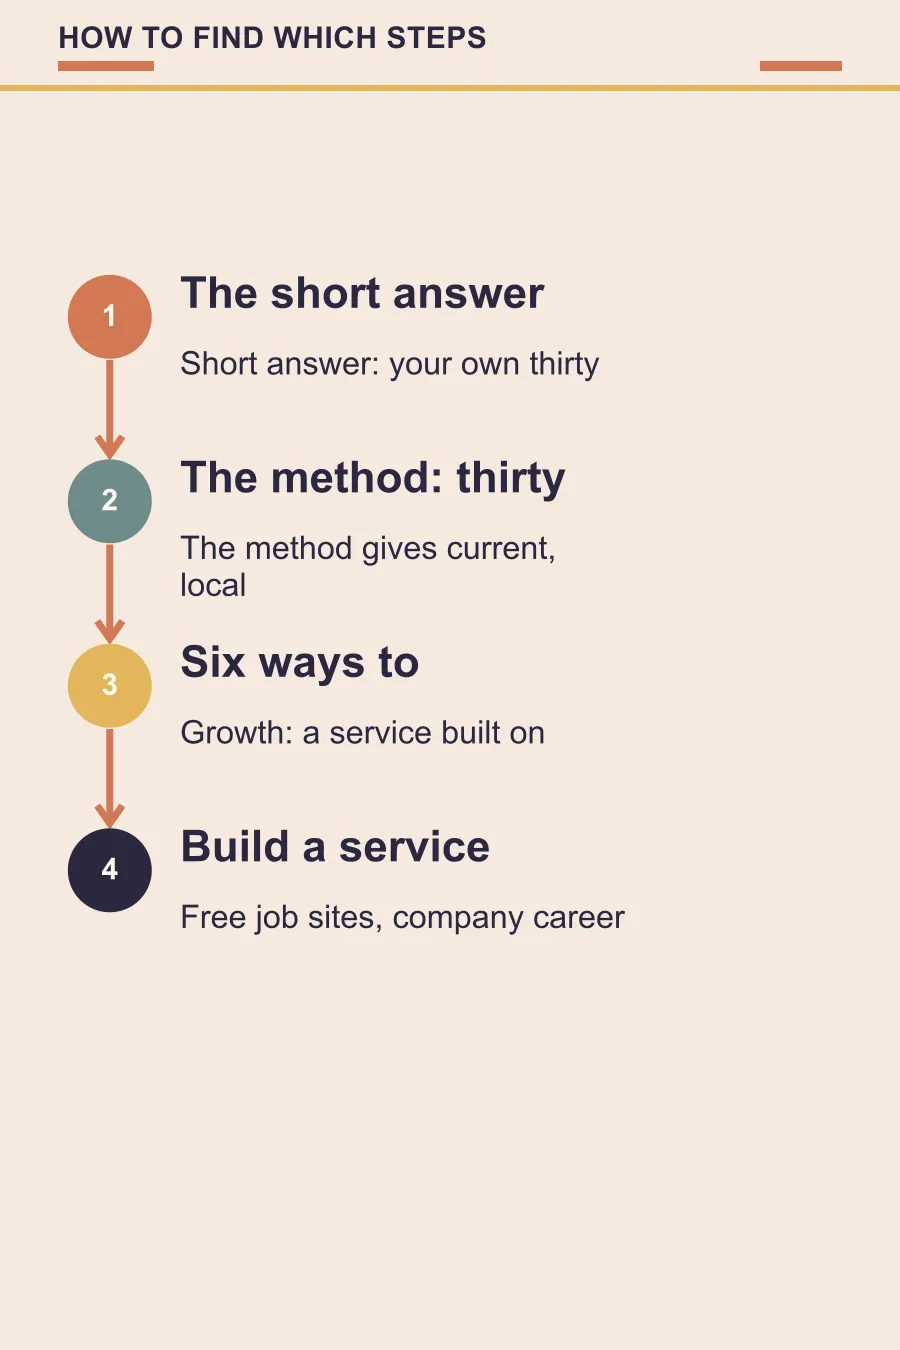 HOW TO FIND WHICH STEPS
1
The short answer
Short answer: your own thirty
2
The method: thirty
The method gives current,
local
3
Six ways to
Growth: a service built on
4
Build a service
Free job sites, company career